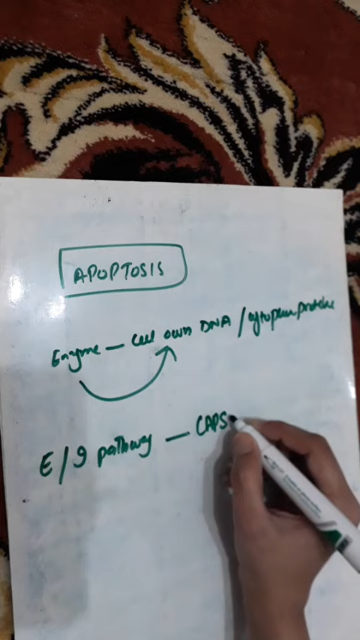 APOPTOSIS
Enzyme — Cell own DNA / cytoplasm proteins
E/I pathway — CAPS